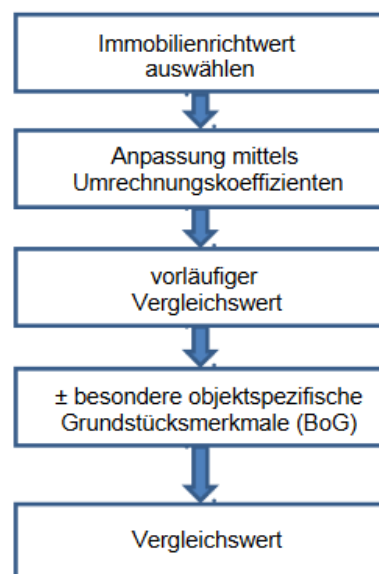 Immobilienrichtwert
auswählen
Anpassung mittels
Umrechnungskoeffizienten
vorläufiger
Vergleichswert
± besondere objektspezifische
Grundstücksmerkmale (BoG)
Vergleichswert